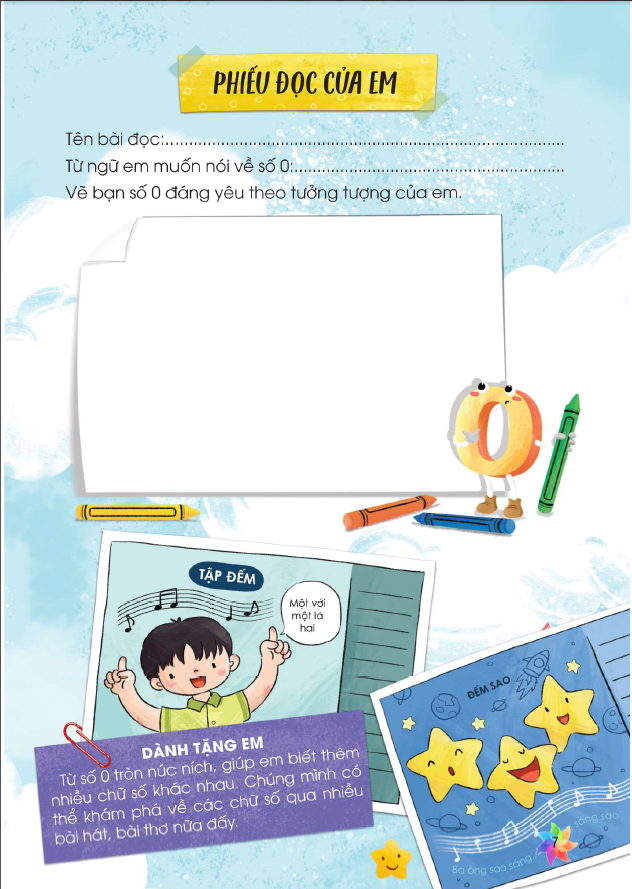 PHIẾU ĐỌC CỦA EM
Tên bài đọc:....................................................................................
Từ ngữ em muốn nói về số 0:.........................................................
Vẽ bạn số 0 đáng yêu theo tưởng tượng của em.
TẬP ĐẾM
Một với
một là
hai
ĐẾM SAO
DÀNH TẶNG EM
Từ số 0 tròn núc ních, giúp em biết thêm
nhiều chữ số khác nhau. Chúng mình có
thể khám phá về các chữ số qua nhiều
bài hát, bài thơ nữa đấy.
Ba ông sao sáng, sáng sao
7